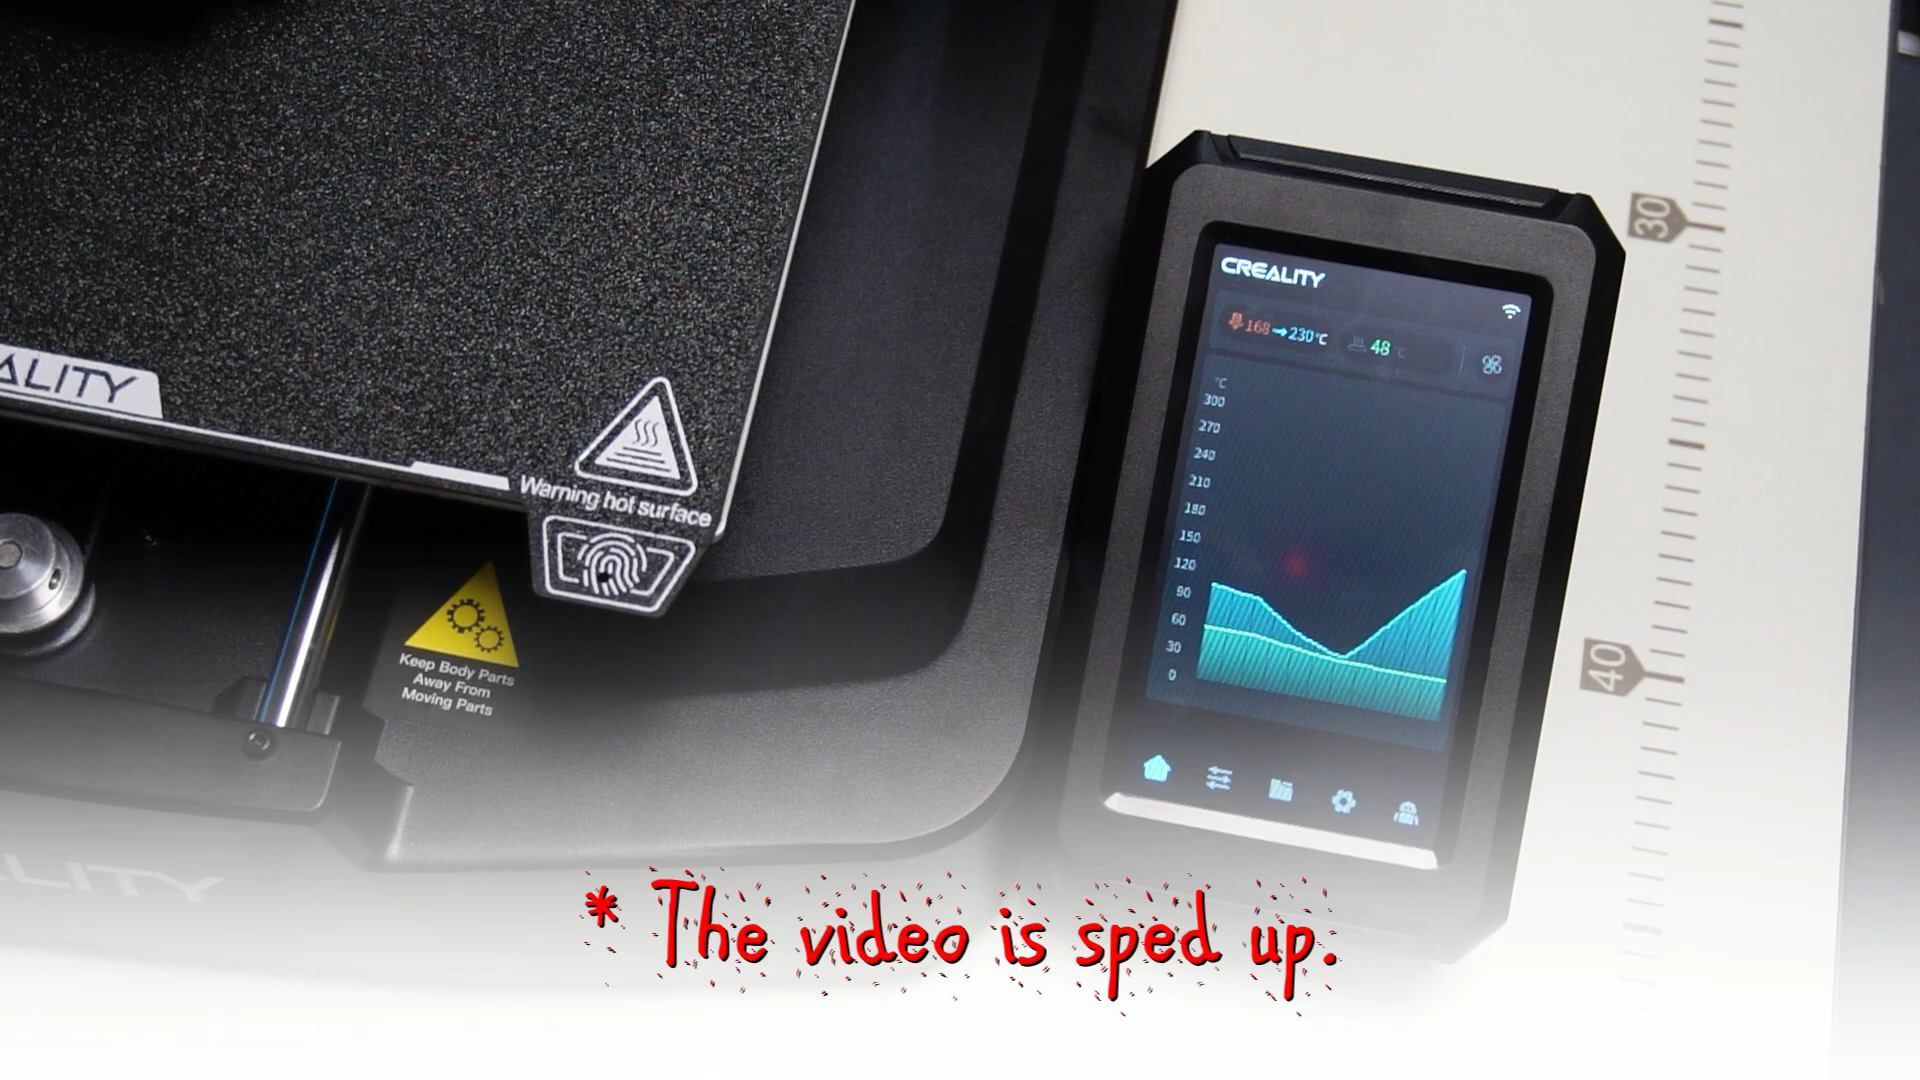 ALITY
Warning hot surface
Keep Body Parts
Away From
Moving Parts
ALITY
CREALITY
168→230°C
48°C
°C
300
270
240
210
180
150
120
90
60
30
0
30
40
* The video is sped up.